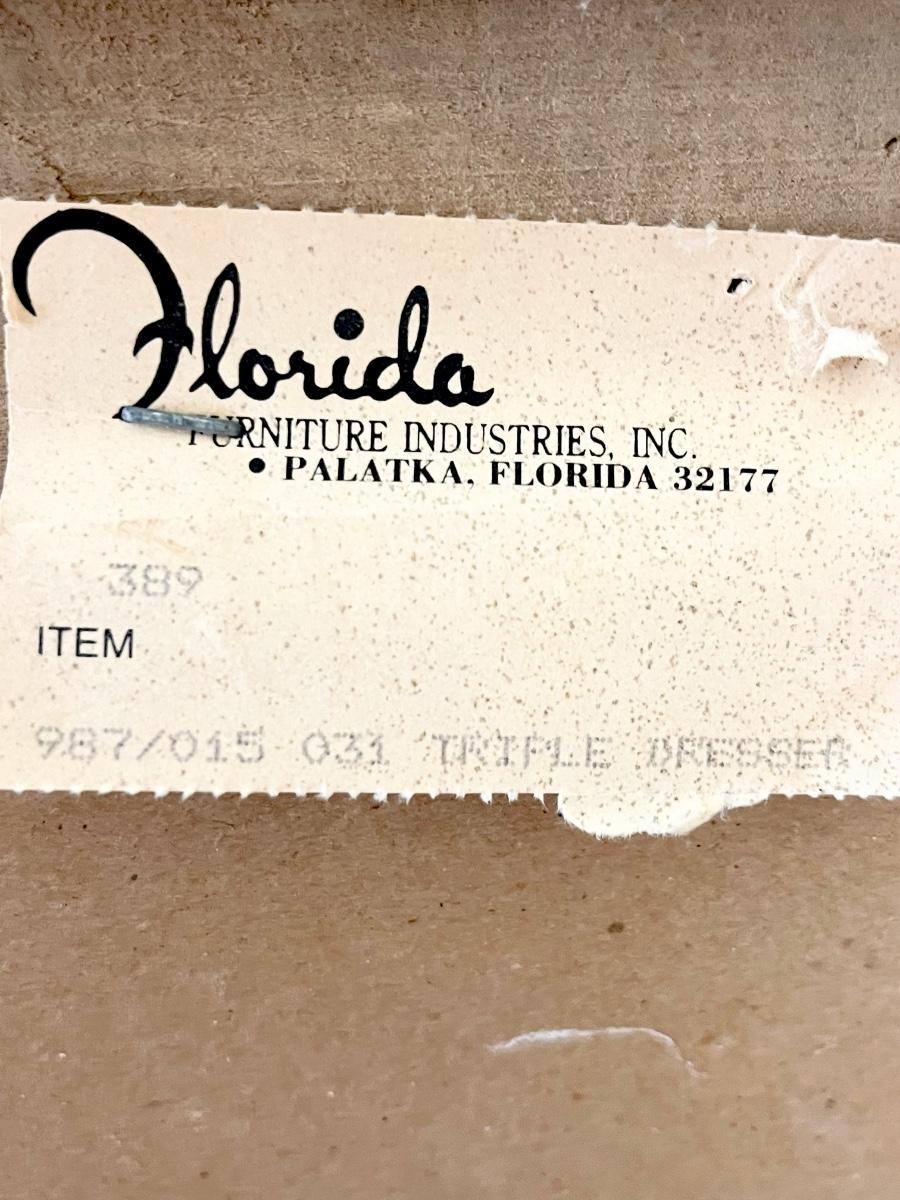 Florida
FURNITURE INDUSTRIES, INC.
• PALATKA, FLORIDA 32177
389
ITEM
987/015 031 TRIPLE DRESSER